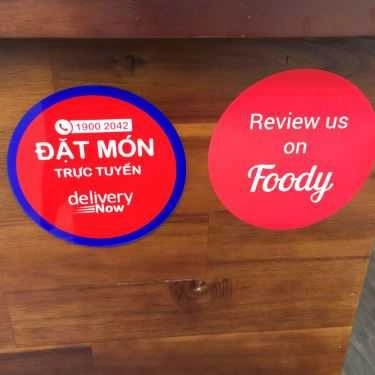 1900 2042
ĐẶT MÓN
TRỰC TUYẾN
delivery
Now
Review us
on
Foody